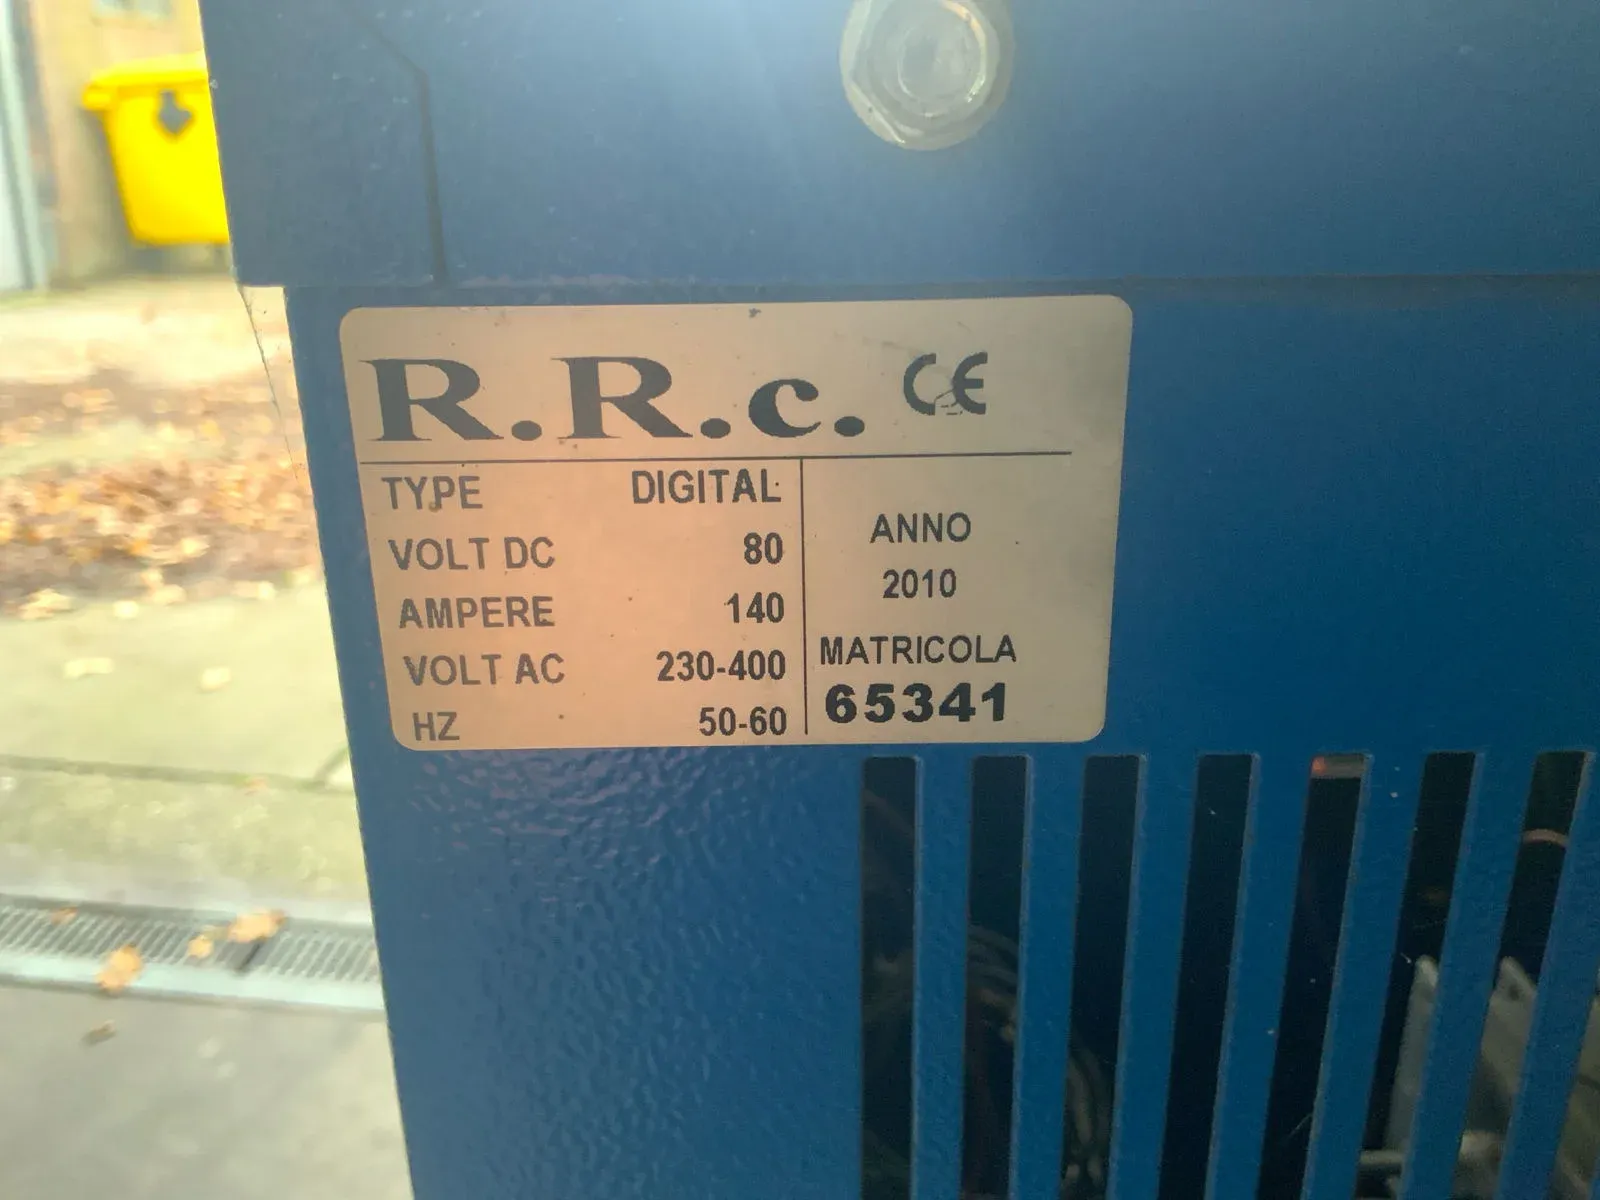 R.R.c. CE
TYPE DIGITAL
VOLT DC 80
AMPERE 140
VOLT AC 230-400
HZ 50-60
ANNO
2010
MATRICOLA
65341